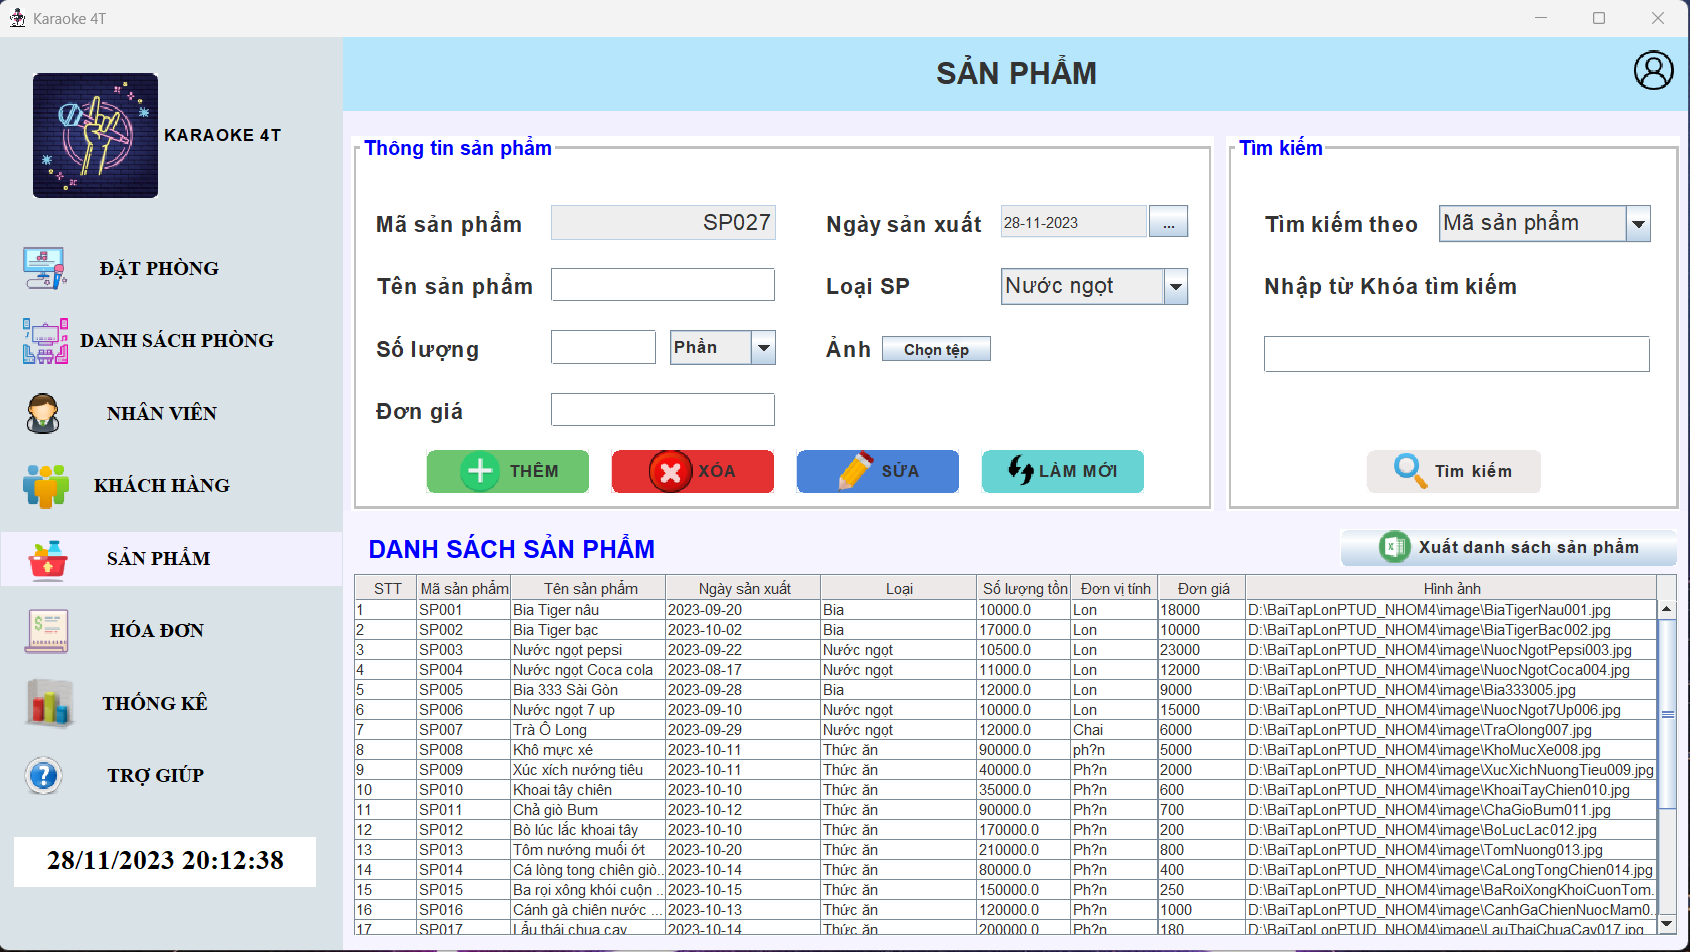 Karaoke 4T
KARAOKE 4T
ĐẶT PHÒNG
DANH SÁCH PHÒNG
NHÂN VIÊN
KHÁCH HÀNG
SẢN PHẨM
HÓA ĐƠN
THỐNG KÊ
TRỢ GIÚP
28/11/2023 20:12:38
SẢN PHẨM
Thông tin sản phẩm
Mã sản phẩm SP027 Ngày sản xuất 28-11-2023 ...
Tên sản phẩm Loại SP Nước ngọt
Số lượng Phần Ảnh Chọn tệp
Đơn giá
THÊM XÓA SỬA LÀM MỚI
Tìm kiếm
Tìm kiếm theo Mã sản phẩm
Nhập từ Khóa tìm kiếm
Tìm kiếm
DANH SÁCH SẢN PHẨM
Xuất danh sách sản phẩm
STT Mã sản phẩm Tên sản phẩm Ngày sản xuất Loại Số lượng tồn Đơn vị tính Đơn giá Hình ảnh
1 SP001 Bia Tiger nâu 2023-09-20 Bia 10000.0 Lon 18000 D:\BaiTapLonPTUD_NHOM4\image\BiaTigerNau001.jpg
2 SP002 Bia Tiger bạc 2023-10-02 Bia 17000.0 Lon 10000 D:\BaiTapLonPTUD_NHOM4\image\BiaTigerBac002.jpg
3 SP003 Nước ngọt pepsi 2023-09-22 Nước ngọt 10500.0 Lon 23000 D:\BaiTapLonPTUD_NHOM4\image\NuocNgotPepsi003.jpg
4 SP004 Nước ngọt Coca cola 2023-08-17 Nước ngọt 11000.0 Lon 12000 D:\BaiTapLonPTUD_NHOM4\image\NuocNgotCoca004.jpg
5 SP005 Bia 333 Sài Gòn 2023-09-28 Bia 12000.0 Lon 9000 D:\BaiTapLonPTUD_NHOM4\image\Bia333005.jpg
6 SP006 Nước ngọt 7 up 2023-09-10 Nước ngọt 10000.0 Lon 15000 D:\BaiTapLonPTUD_NHOM4\image\NuocNgot7Up006.jpg
7 SP007 Trà Ô Long 2023-09-29 Nước ngọt 12000.0 Chai 6000 D:\BaiTapLonPTUD_NHOM4\image\TraOlong007.jpg
8 SP008 Khô mực xé 2023-10-11 Thức ăn 90000.0 ph?n 5000 D:\BaiTapLonPTUD_NHOM4\image\KhoMucXe008.jpg
9 SP009 Xúc xích nướng tiêu 2023-10-11 Thức ăn 40000.0 Ph?n 2000 D:\BaiTapLonPTUD_NHOM4\image\XucXichNuongTieu009.jpg
10 SP010 Khoai tây chiên 2023-10-10 Thức ăn 35000.0 Ph?n 600 D:\BaiTapLonPTUD_NHOM4\image\KhoaiTayChien010.jpg
11 SP011 Chả giò Bum 2023-10-12 Thức ăn 90000.0 Ph?n 700 D:\BaiTapLonPTUD_NHOM4\image\ChaGioBum011.jpg
12 SP012 Bò lúc lắc khoai tây 2023-10-10 Thức ăn 170000.0 Ph?n 200 D:\BaiTapLonPTUD_NHOM4\image\BoLucLac012.jpg
13 SP013 Tôm nướng muối ớt 2023-10-20 Thức ăn 210000.0 Ph?n 800 D:\BaiTapLonPTUD_NHOM4\image\TomNuong013.jpg
14 SP014 Cá lòng tong chiên giò.. 2023-10-14 Thức ăn 80000.0 Ph?n 400 D:\BaiTapLonPTUD_NHOM4\image\CaLongTongChien014.jpg
15 SP015 Ba rọi xông khói cuộn .. 2023-10-15 Thức ăn 150000.0 Ph?n 250 D:\BaiTapLonPTUD_NHOM4\image\BaRoiXongKhoiCuonTom.
16 SP016 Cánh gà chiên nước ... 2023-10-13 Thức ăn 120000.0 Ph?n 1000 D:\BaiTapLonPTUD_NHOM4\image\CanhGaChienNuocMam0..
17 SP017 Lẩu thái chua cay 2023-10-14 Thức ăn 200000.0 Ph?n 180 D:\BaiTapLonPTUD_NHOM4\image\LauThaiChuaCay017.jpg